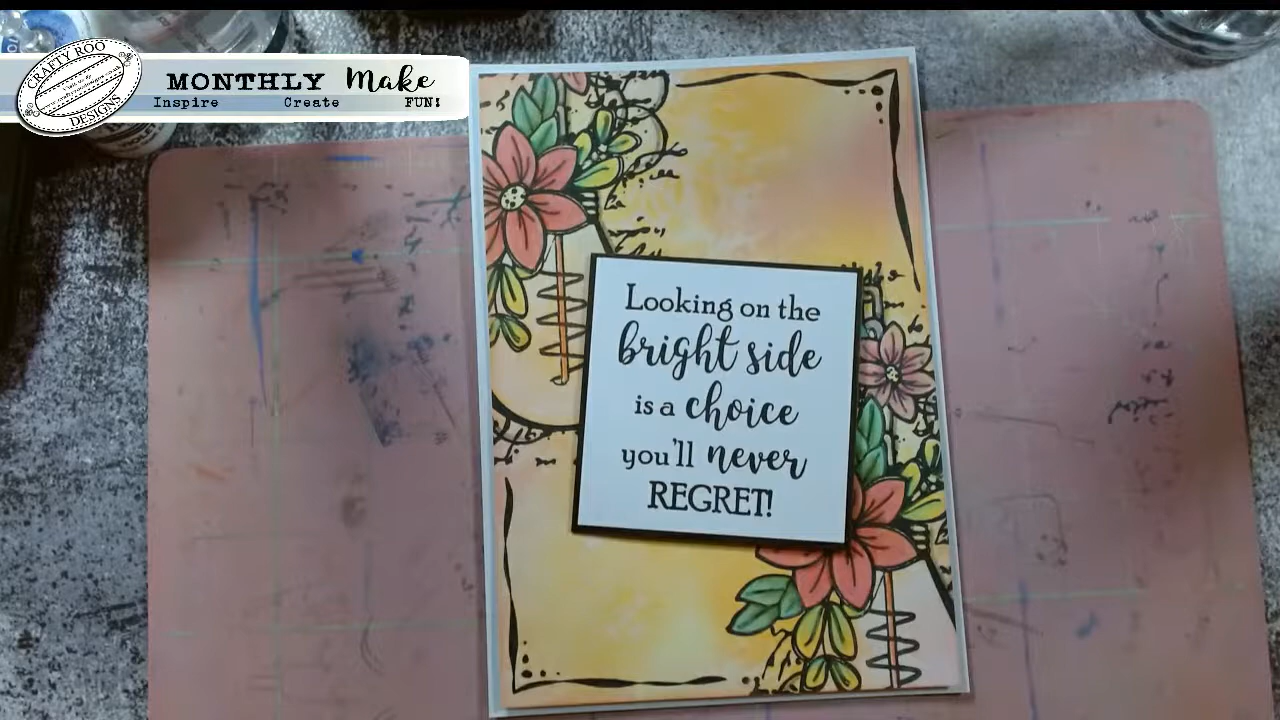 CRAFTY ROO
DESIGNS
MONTHLY Make
Inspire Create FUN!
Looking on the
bright side
is a choice
you'll never
REGRET!